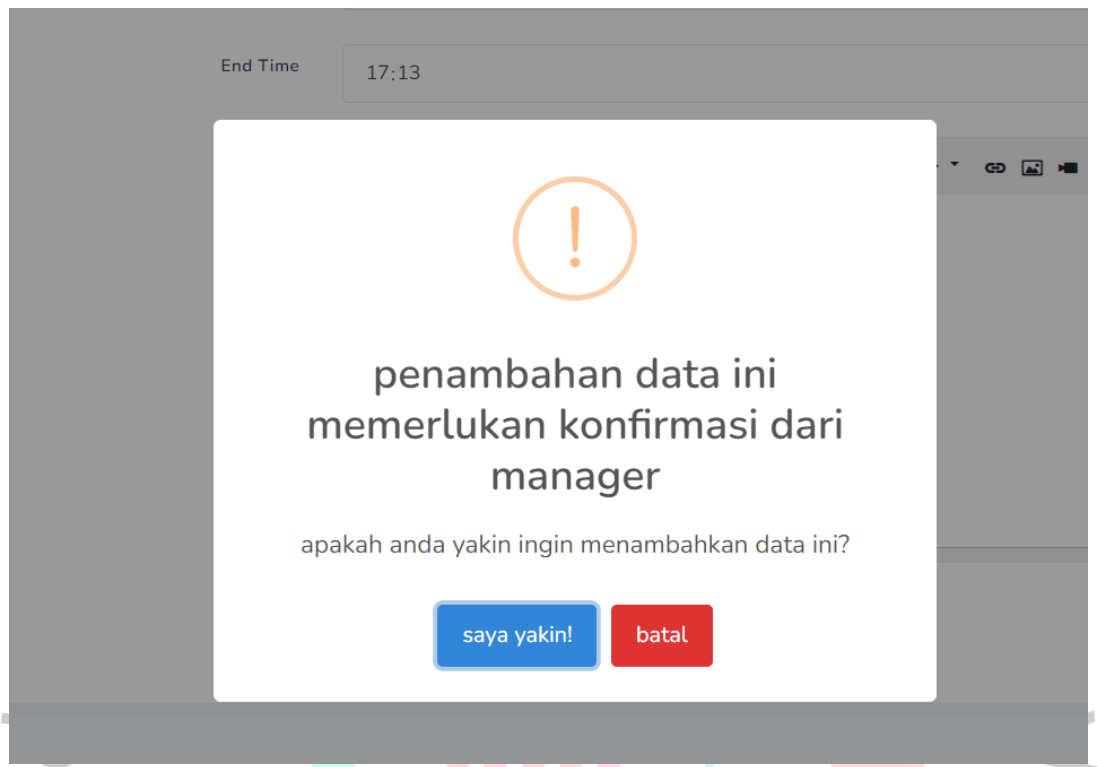 End Time
17:13
!
penambahan data ini
memerlukan konfirmasi dari
manager
apakah anda yakin ingin menambahkan data ini?
saya yakin!
batal